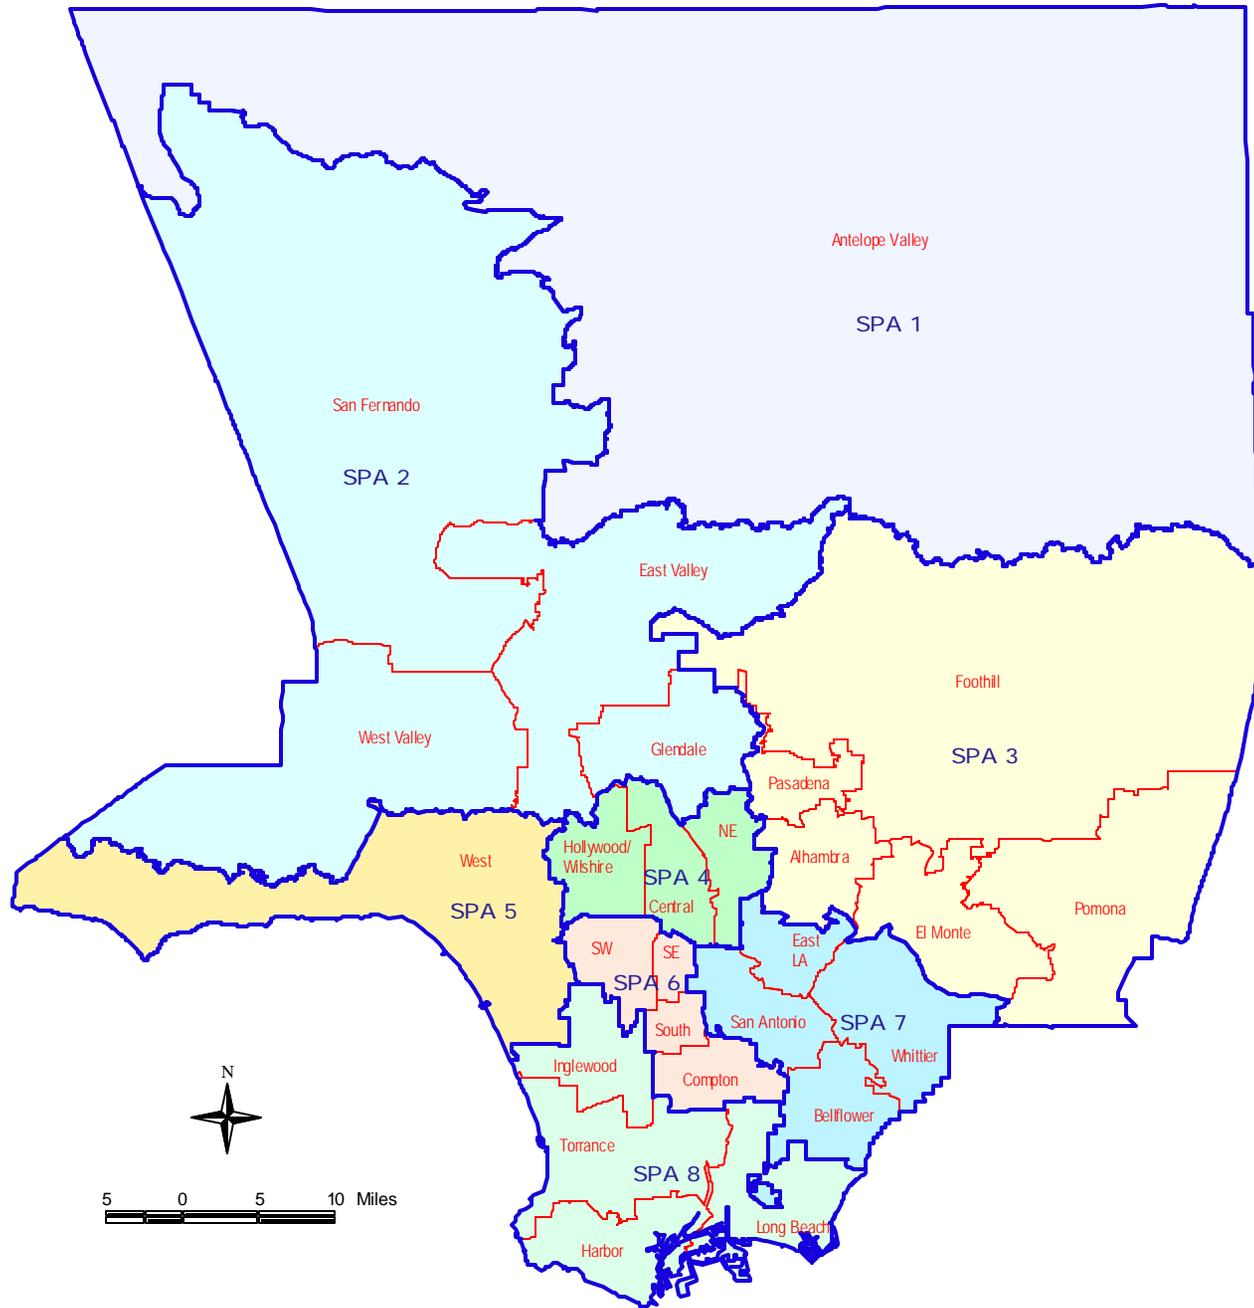 Antelope Valley
SPA 1
San Fernando
SPA 2
East Valley
Foothill
West Valley
Glendale
SPA 3
Pasadena
NE
Hollywood/
Wilshire
West
Alhambra
SPA 4
Central
SPA 5
Pomona
El Monte
SW
SE
East
LA
SPA 6
San Antonio
SPA 7
South
Whittier
Inglewood
Compton
N
Bellflower
Torrance
SPA 8
5 0 5 10 Miles
Long Beach
Harbor